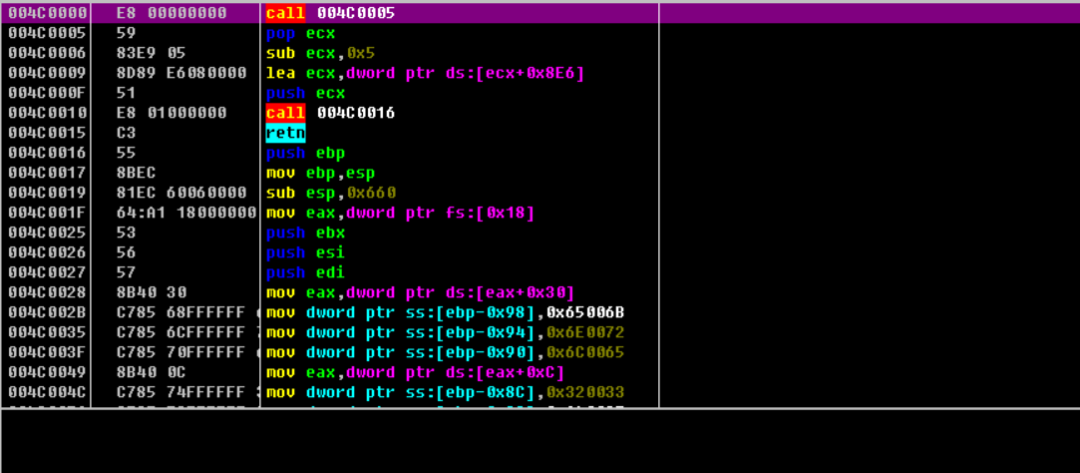 004C0000 E8 00000000 call 004C0005
004C0005 59 pop ecx
004C0006 83E9 05 sub ecx,0x5
004C0009 8D89 E6080000 lea ecx,dword ptr ds:[ecx+0x8E6]
004C000F 51 push ecx
004C0010 E8 01000000 call 004C0016
004C0015 C3 retn
004C0016 55 push ebp
004C0017 8BEC mov ebp,esp
004C0019 81EC 60060000 sub esp,0x660
004C001F 64:A1 18000000 mov eax,dword ptr fs:[0x18]
004C0025 53 push ebx
004C0026 56 push esi
004C0027 57 push edi
004C0028 8B40 30 mov eax,dword ptr ds:[eax+0x30]
004C002B C785 68FFFFFF mov dword ptr ss:[ebp-0x98],0x65006B
004C0035 C785 6CFFFFFF mov dword ptr ss:[ebp-0x94],0x6E0072
004C003F C785 70FFFFFF mov dword ptr ss:[ebp-0x90],0x6C0065
004C0049 8B40 0C mov eax,dword ptr ds:[eax+0xC]
004C004C C785 74FFFFFF mov dword ptr ss:[ebp-0x8C],0x320033